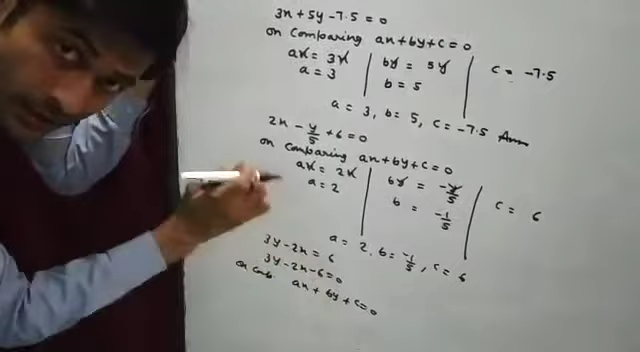 3x + 5y - 7.5 = 0
on Comparing ax + by + c = 0
ax = 3x | by = 5y | c = -7.5
a = 3 | b = 5
a = 3, b = 5, c = -7.5 Ans
2x - y/5 + 6 = 0
on Comparing ax + by + c = 0
ax = 2x | by = -y/5 | c = 6
a = 2 | b = -1/5
a = 2, b = -1/5, c = 6
3y - 2x = 6
3y - 2x - 6 = 0
on Comb. ax + by + c = 0